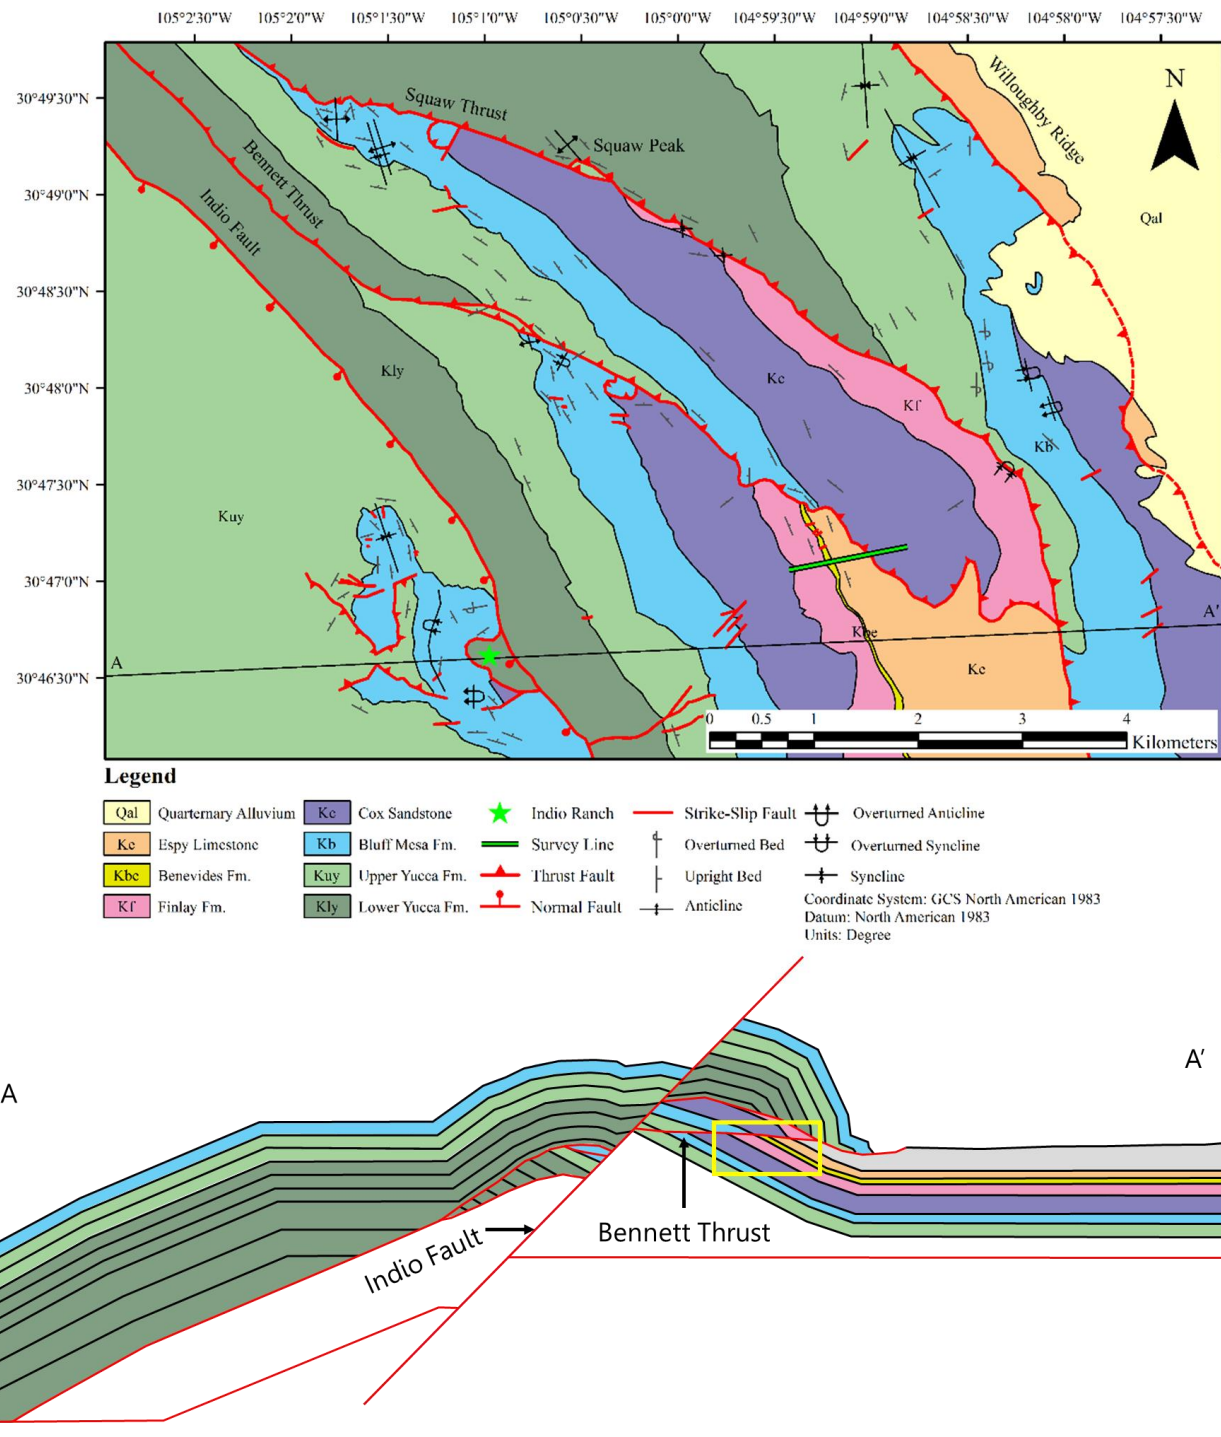 105°2'30"W 105°2'0"W 105°1'30"W 105°1'0"W 105°0'30"W 105°0'0"W 104°59'30"W 104°59'0"W 104°58'30"W 104°58'0"W 104°57'30"W
30°49'30"N
30°49'0"N
30°48'30"N
30°48'0"N
30°47'30"N
30°47'0"N
30°46'30"N
Squaw Thrust
Willoughby Ridge
N
Squaw Peak
Bennett Thrust
Indio Fault
Qal
Kly
Kc
Kf
Kb
Kuy
A'
Kbe
A
Ke
0 0.5 1 2 3 4
Kilometers
Legend
Qal Quarternary Alluvium
Ke Espy Limestone
Kbe Benevides Fm.
Kf Finlay Fm.
Kc Cox Sandstone
Kb Bluff Mesa Fm.
Kuy Upper Yucca Fm.
Kly Lower Yucca Fm.
Indio Ranch
Survey Line
Thrust Fault
Normal Fault
Strike-Slip Fault
Overturned Bed
Upright Bed
Anticline
Overturned Anticline
Overturned Syncline
Syncline
Coordinate System: GCS North American 1983
Datum: North American 1983
Units: Degree
A
A′
Indio Fault
Bennett Thrust